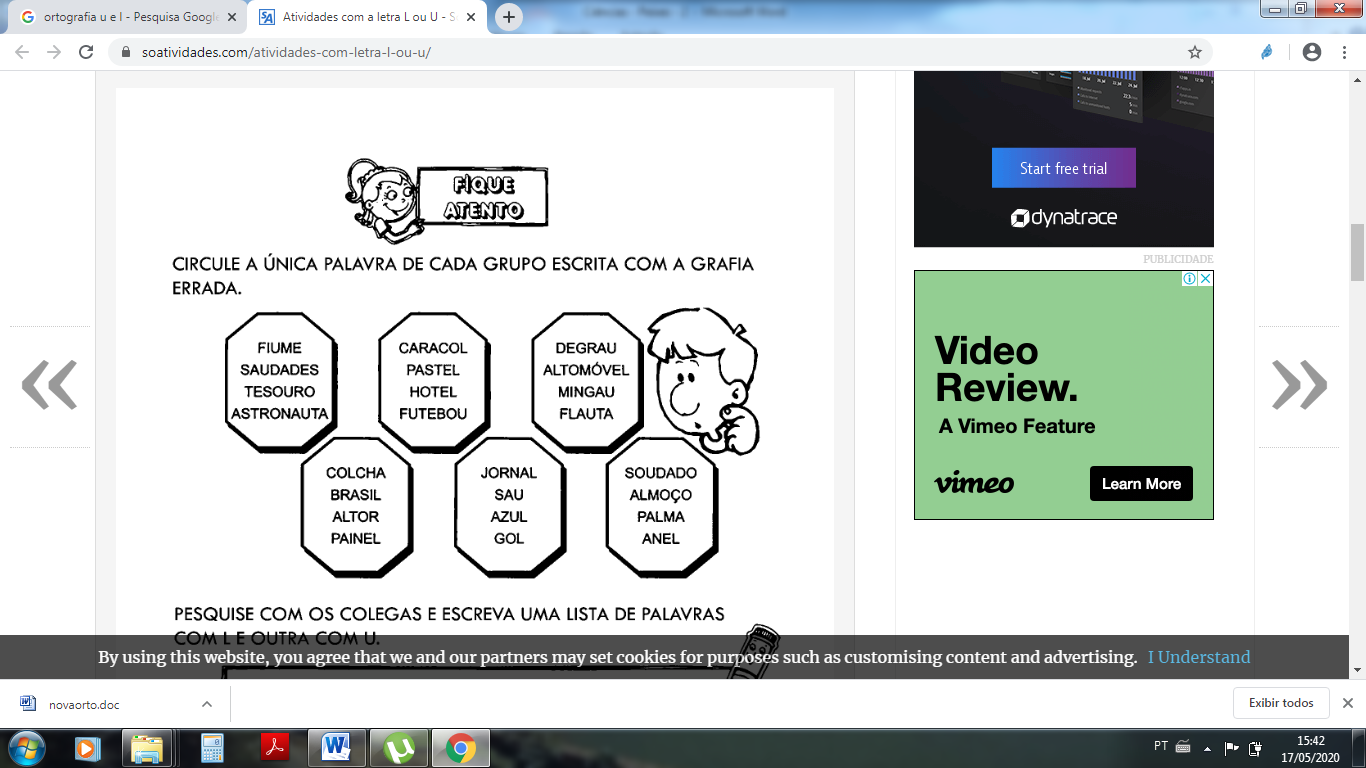 ortografia u e l - Pesquisa Google
Atividades com a letra L ou U - S
soatividades.com/atividades-com-letra-l-ou-u/
FIQUE
ATENTO
CIRCULE A ÚNICA PALAVRA DE CADA GRUPO ESCRITA COM A GRAFIA
ERRADA.
FIUME
SAUDADES
TESOURO
ASTRONAUTA
CARACOL
PASTEL
HOTEL
FUTEBOU
DEGRAU
ALTOMÓVEL
MINGAU
FLAUTA
COLCHA
BRASIL
ALTOR
PAINEL
JORNAL
SAU
AZUL
GOL
SOUDADO
ALMOÇO
PALMA
ANEL
PESQUISE COM OS COLEGAS E ESCREVA UMA LISTA DE PALAVRAS
COM L E OUTRA COM U.
Start free trial
dynatrace
PUBLICIDADE
Video
Review.
A Vimeo Feature
vimeo
Learn More
By using this website, you agree that we and our partners may set cookies for purposes such as customising content and advertising. I Understand
novaorto.doc
Exibir todos
PT
15:42
17/05/2020